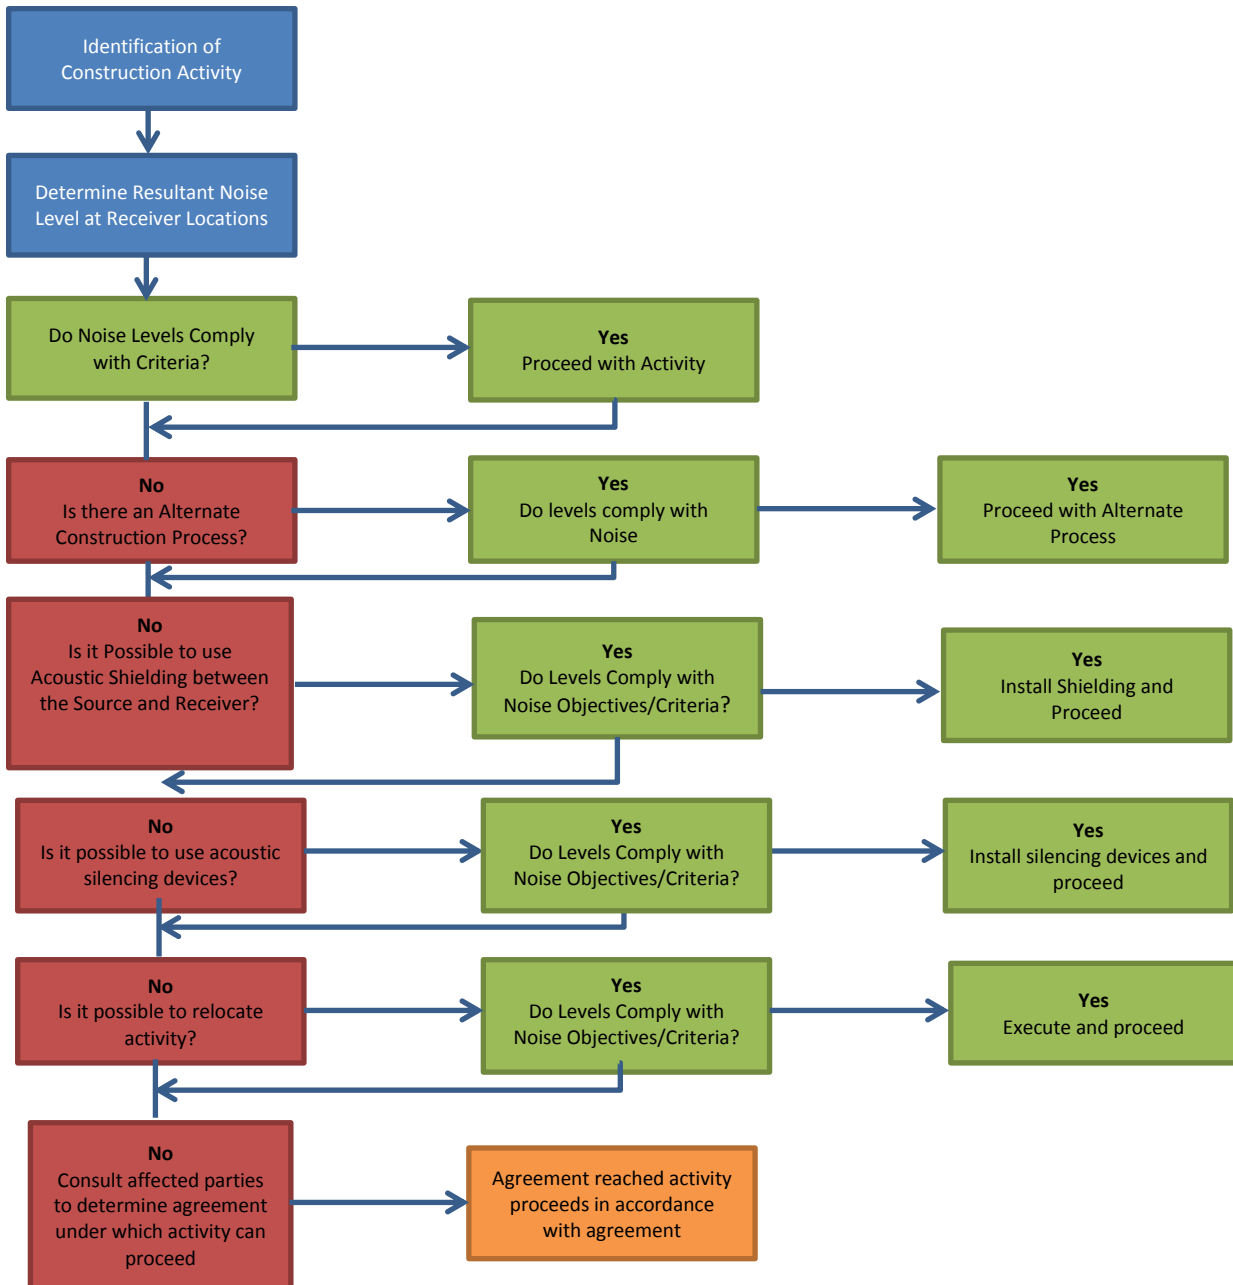 Identification of
Construction Activity
Determine Resultant Noise
Level at Receiver Locations
Do Noise Levels Comply
with Criteria?
Yes
Proceed with Activity
No
Is there an Alternate
Construction Process?
Yes
Do levels comply with
Noise
Yes
Proceed with Alternate
Process
No
Is it Possible to use
Acoustic Shielding between
the Source and Receiver?
Yes
Do Levels Comply with
Noise Objectives/Criteria?
Yes
Install Shielding and
Proceed
No
Is it possible to use acoustic
silencing devices?
Yes
Do Levels Comply with
Noise Objectives/Criteria?
Yes
Install silencing devices and
proceed
No
Is it possible to relocate
activity?
Yes
Do Levels Comply with
Noise Objectives/Criteria?
Yes
Execute and proceed
No
Consult affected parties
to determine agreement
under which activity can
proceed
Agreement reached activity
proceeds in accordance
with agreement